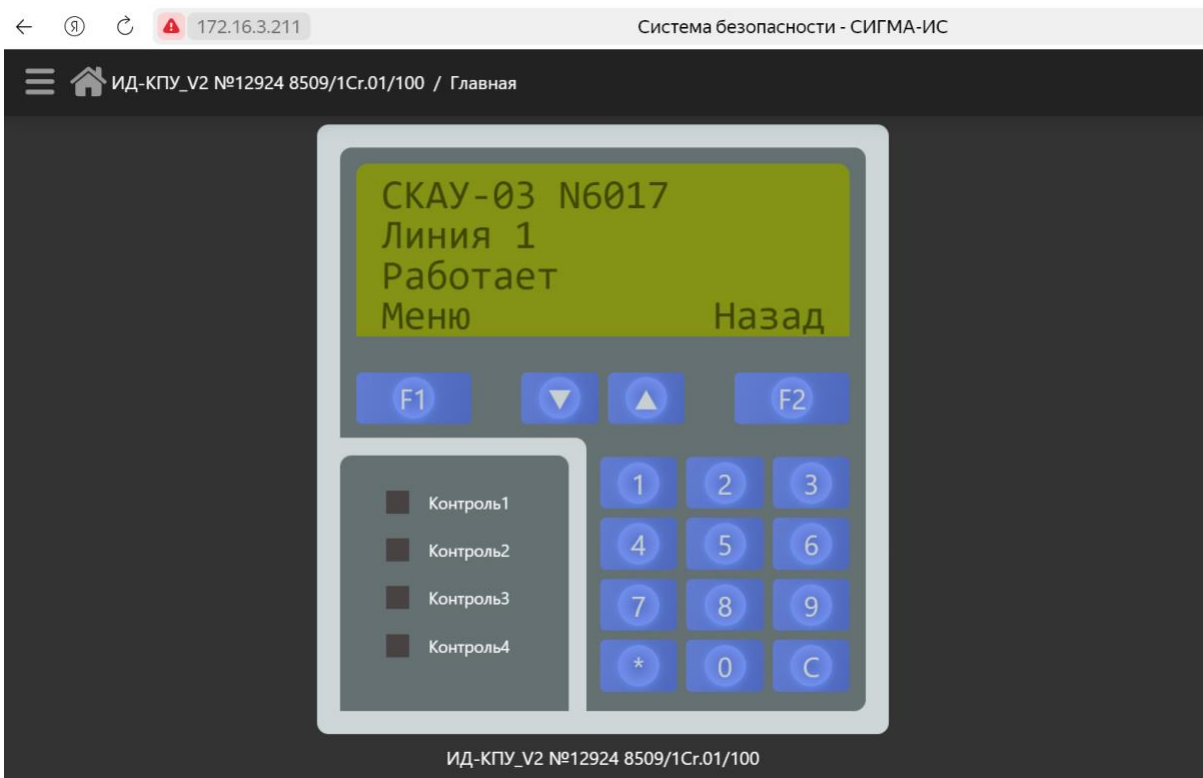 172.16.3.211 Система безопасности - СИГМА-ИС
ИД-КПУ_V2 №12924 8509/1Cr.01/100 / Главная
СКАУ-03 N6017
Линия 1
Работает
Меню Назад
F1 ▼ ▲ F2
1 2 3
4 5 6
7 8 9
* 0 C
Контроль1
Контроль2
Контроль3
Контроль4
ИД-КПУ_V2 №12924 8509/1Cr.01/100